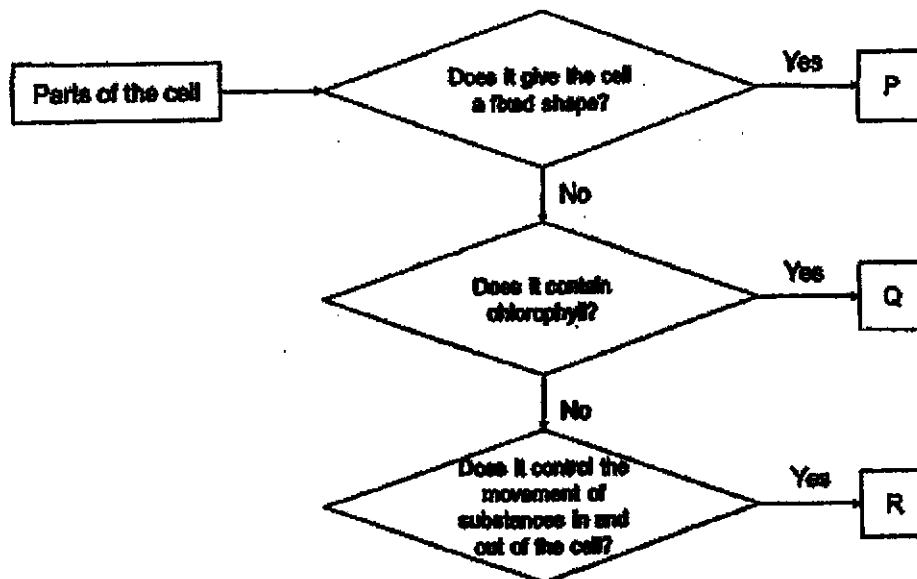 Parts of the cell
Does it give the cell
a fixed shape?
Yes
P
No
Does it contain
chlorophyll?
Yes
Q
No
Does it control the
movement of
substances in and
out of the cell?
Yes
R